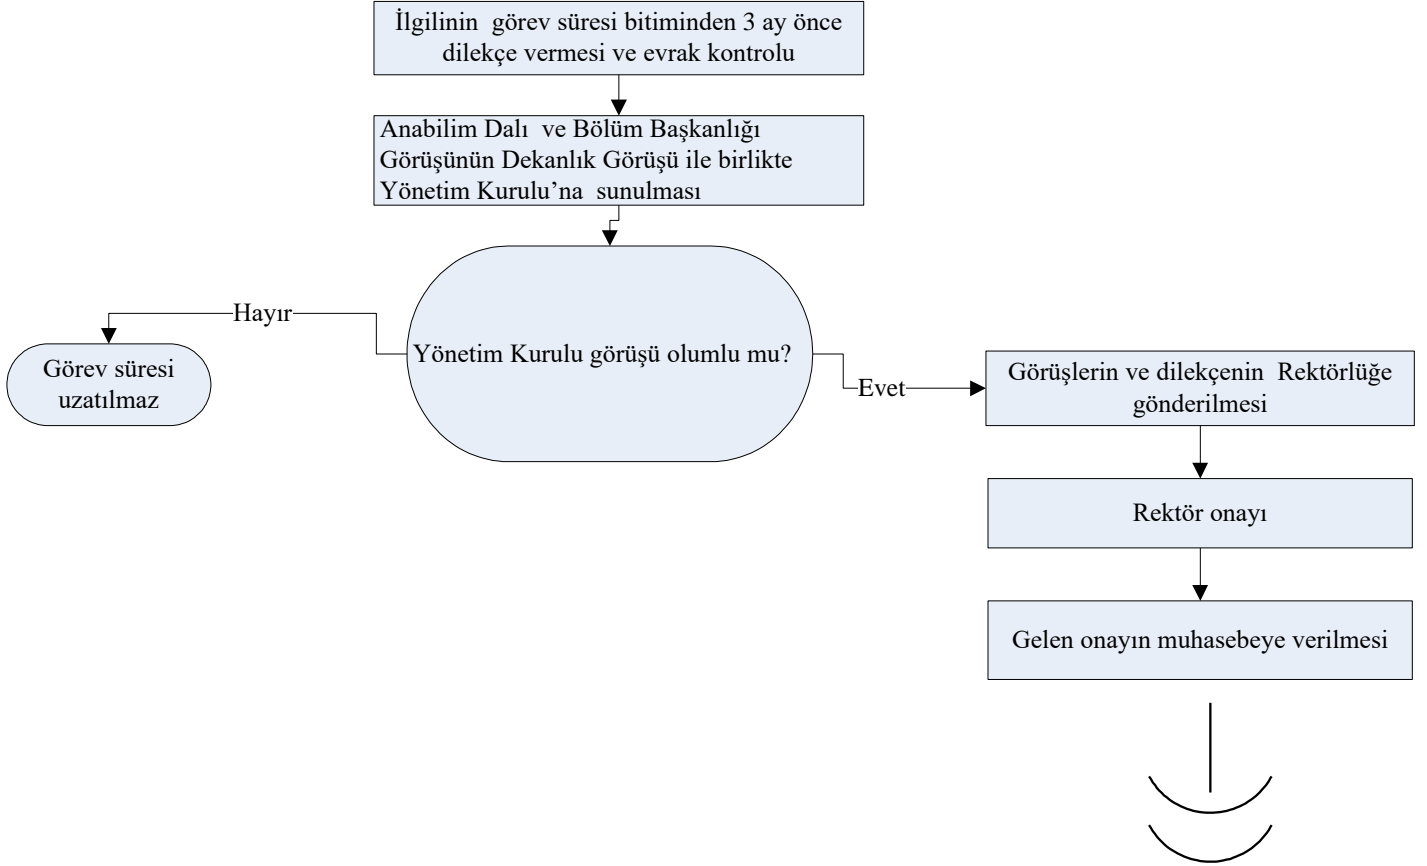 İlgilinin görev süresi bitiminden 3 ay önce
dilekçe vermesi ve evrak kontrolu
Anabilim Dalı ve Bölüm Başkanlığı
Görüşünün Dekanlık Görüşü ile birlikte
Yönetim Kurulu’na sunulması
Hayır
Yönetim Kurulu görüşü olumlu mu?
Görev süresi
uzatılmaz
Evet
Görüşlerin ve dilekçenin Rektörlüğe
gönderilmesi
Rektör onayı
Gelen onayın muhasebeye verilmesi